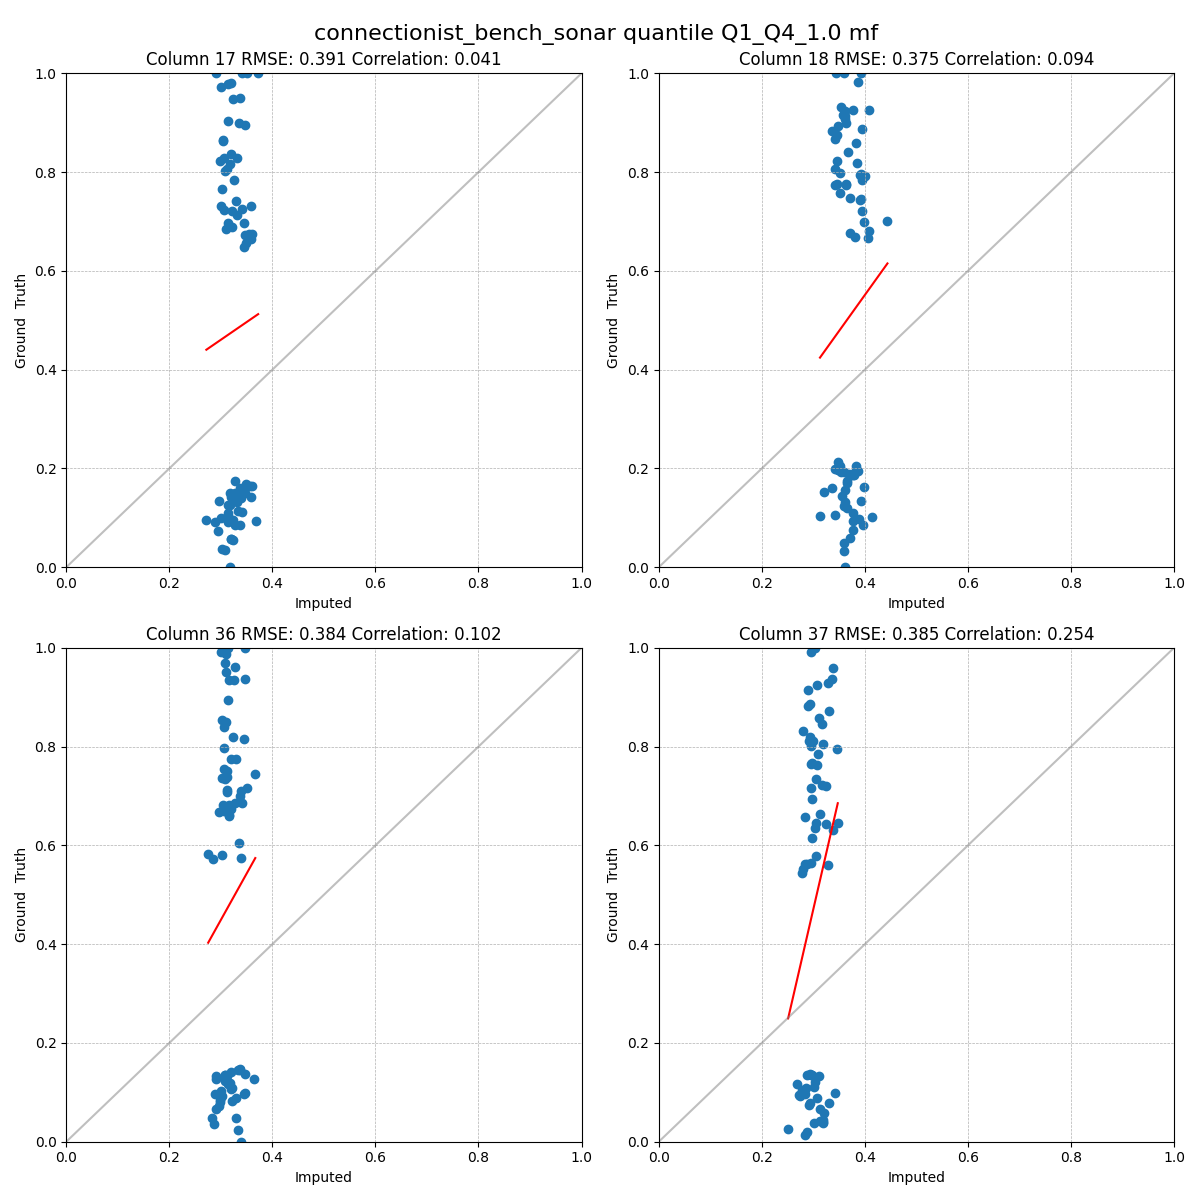 connectionist_bench_sonar quantile Q1_Q4_1.0 mf
Column 17 RMSE: 0.391 Correlation: 0.041
Column 18 RMSE: 0.375 Correlation: 0.094
1.0
0.8
0.6
0.4
0.2
0.0
Ground Truth
0.0 0.2 0.4 0.6 0.8 1.0
Imputed
1.0
0.8
0.6
0.4
0.2
0.0
Ground Truth
0.0 0.2 0.4 0.6 0.8 1.0
Imputed
Column 36 RMSE: 0.384 Correlation: 0.102
Column 37 RMSE: 0.385 Correlation: 0.254
1.0
0.8
0.6
0.4
0.2
0.0
Ground Truth
0.0 0.2 0.4 0.6 0.8 1.0
Imputed
1.0
0.8
0.6
0.4
0.2
0.0
Ground Truth
0.0 0.2 0.4 0.6 0.8 1.0
Imputed